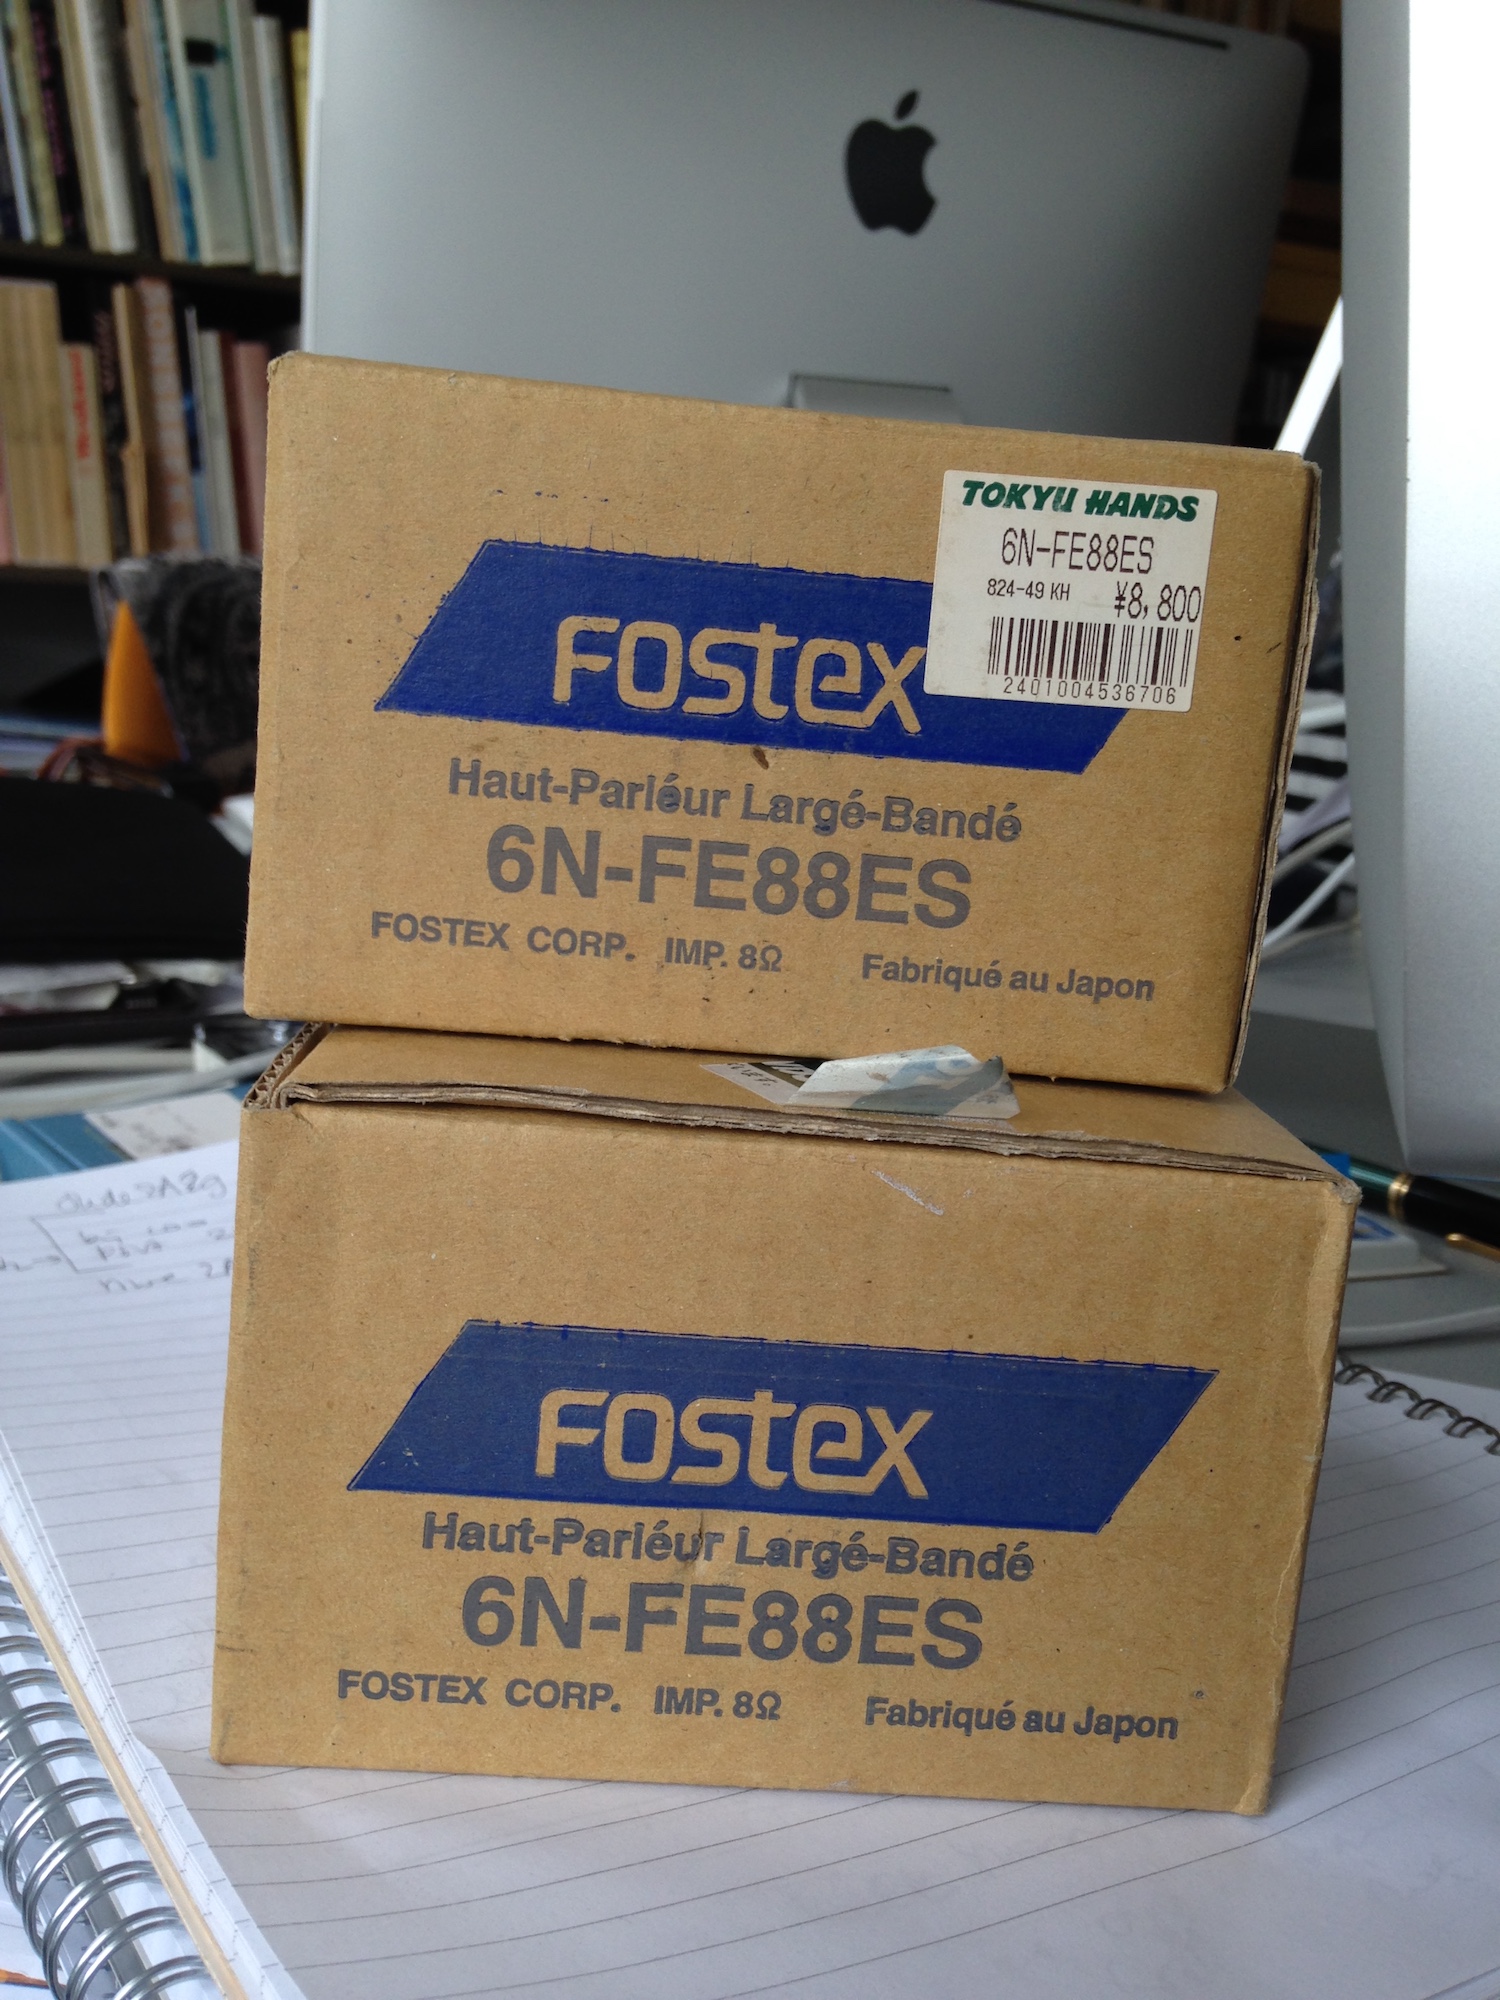 TOKYU HANDS
6N-FE88ES
824-49 KH ¥8,800
2401004536706
FOSTEX
Haut-Parléur Largé-Bandé
6N-FE88ES
FOSTEX CORP. IMP. 8Ω Fabriqué au Japon
FOSTEX
Haut-Parléur Largé-Bandé
6N-FE88ES
FOSTEX CORP. IMP. 8Ω Fabriqué au Japon